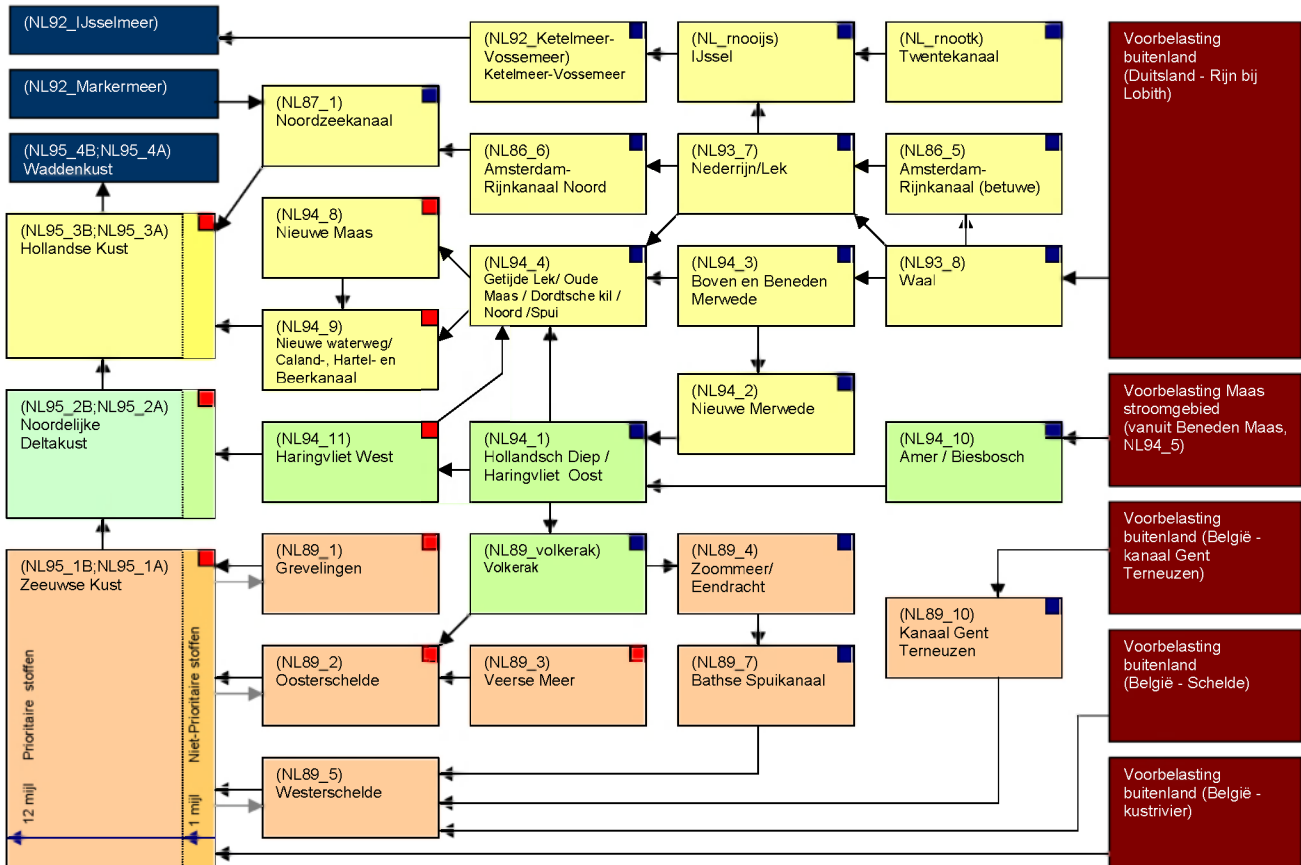 (NL92_IJsselmeer)
(NL92_Markermeer)
(NL95_4B;NL95_4A)
Waddenkust
(NL95_3B;NL95_3A)
Hollandse Kust
(NL95_2B;NL95_2A)
Noordelijke
Deltakust
(NL95_1B;NL95_1A)
Zeeuwse Kust
12 mijl
Prioritaire stoffen
1 mijl
Niet-Prioritaire stoffen
(NL87_1)
Noordzeekanaal
(NL94_8)
Nieuwe Maas
(NL94_9)
Nieuwe waterweg/
Caland-, Hartel- en
Beerkanaal
(NL94_11)
Haringvliet West
(NL89_1)
Grevelingen
(NL89_2)
Oosterschelde
(NL89_5)
Westerschelde
(NL92_Ketelmeer-
Vossemeer)
Ketelmeer-Vossemeer
(NL86_6)
Amsterdam-
Rijnkanaal Noord
(NL94_4)
Getijde Lek/ Oude
Maas / Dordtsche kil /
Noord /Spui
(NL94_1)
Hollandsch Diep /
Haringvliet Oost
(NL89_volkerak)
Volkerak
(NL89_3)
Veerse Meer
(NL_rnooijs)
IJssel
(NL93_7)
Nederrijn/Lek
(NL94_3)
Boven en Beneden
Merwede
(NL94_2)
Nieuwe Merwede
(NL89_4)
Zoommeer/
Eendracht
(NL89_7)
Bathse Spuikanaal
(NL_rnootk)
Twentekanaal
(NL86_5)
Amsterdam-
Rijnkanaal (betuwe)
(NL93_8)
Waal
(NL94_10)
Amer / Biesbosch
(NL89_10)
Kanaal Gent
Terneuzen
Voorbelasting
buitenland
(Duitsland - Rijn bij
Lobith)
Voorbelasting Maas
stroomgebied
(vanuit Beneden Maas,
NL94_5)
Voorbelasting
buitenland (België -
kanaal Gent
Terneuzen)
Voorbelasting
buitenland
(België - Schelde)
Voorbelasting
buitenland (België -
kustrivier)